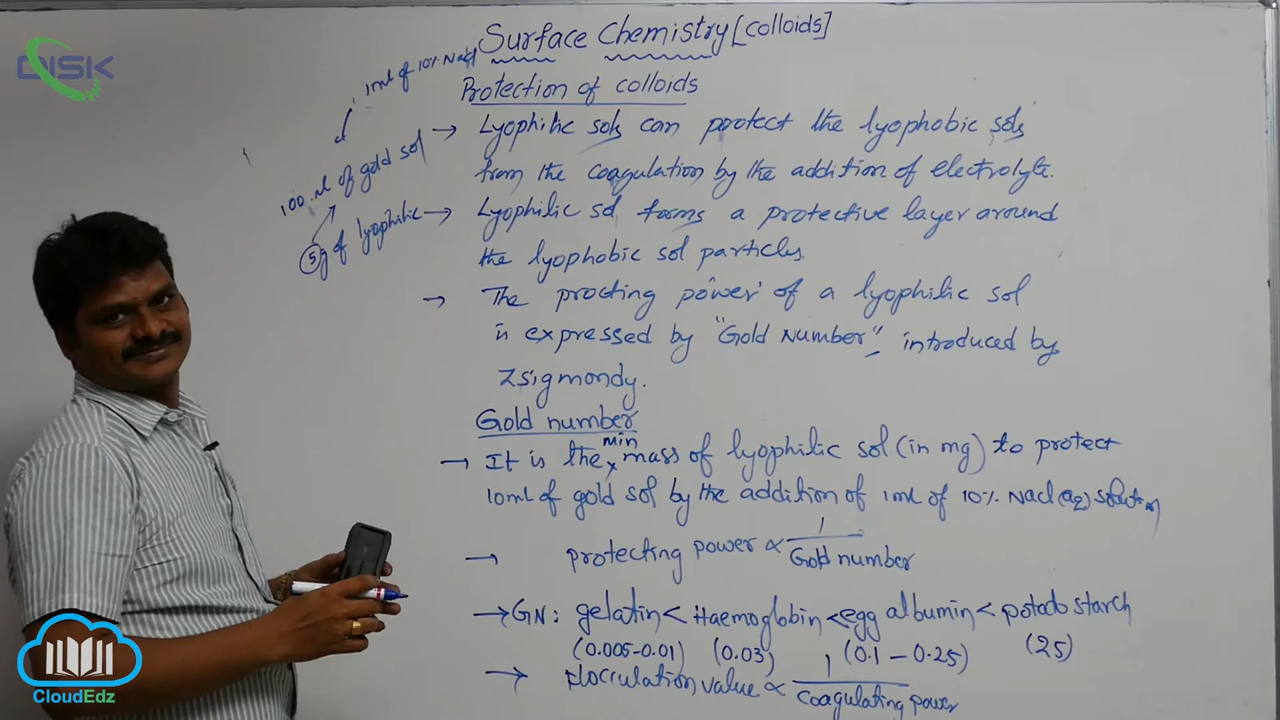 DISK
Surface Chemistry [colloids]
Protection of colloids
1ml of 10% Nacl
100 ml of gold sol
5g of lyophilic
→ Lyophilic sols can protect the lyophobic sols
from the coagulation by the addition of electrolyte.
→ Lyophilic sol forms a protective layer around
the lyophobic sol particles.
→ The procting power of a lyophilic sol
is expressed by "Gold Number", introduced by
Zsigmondy.
Gold number
→ It is the min mass of lyophilic sol (in mg) to protect
10ml of gold sol by the addition of 1ml of 10% Nacl(aq) solution
→ protecting power ∝ 1/Gold number
→ GN: gelatin < Haemoglobin < egg albumin < potado starch
(0.005-0.01) (0.03) (0.1 - 0.25) (25)
→ Flocculation value ∝ 1/coagulating power
CloudEdz